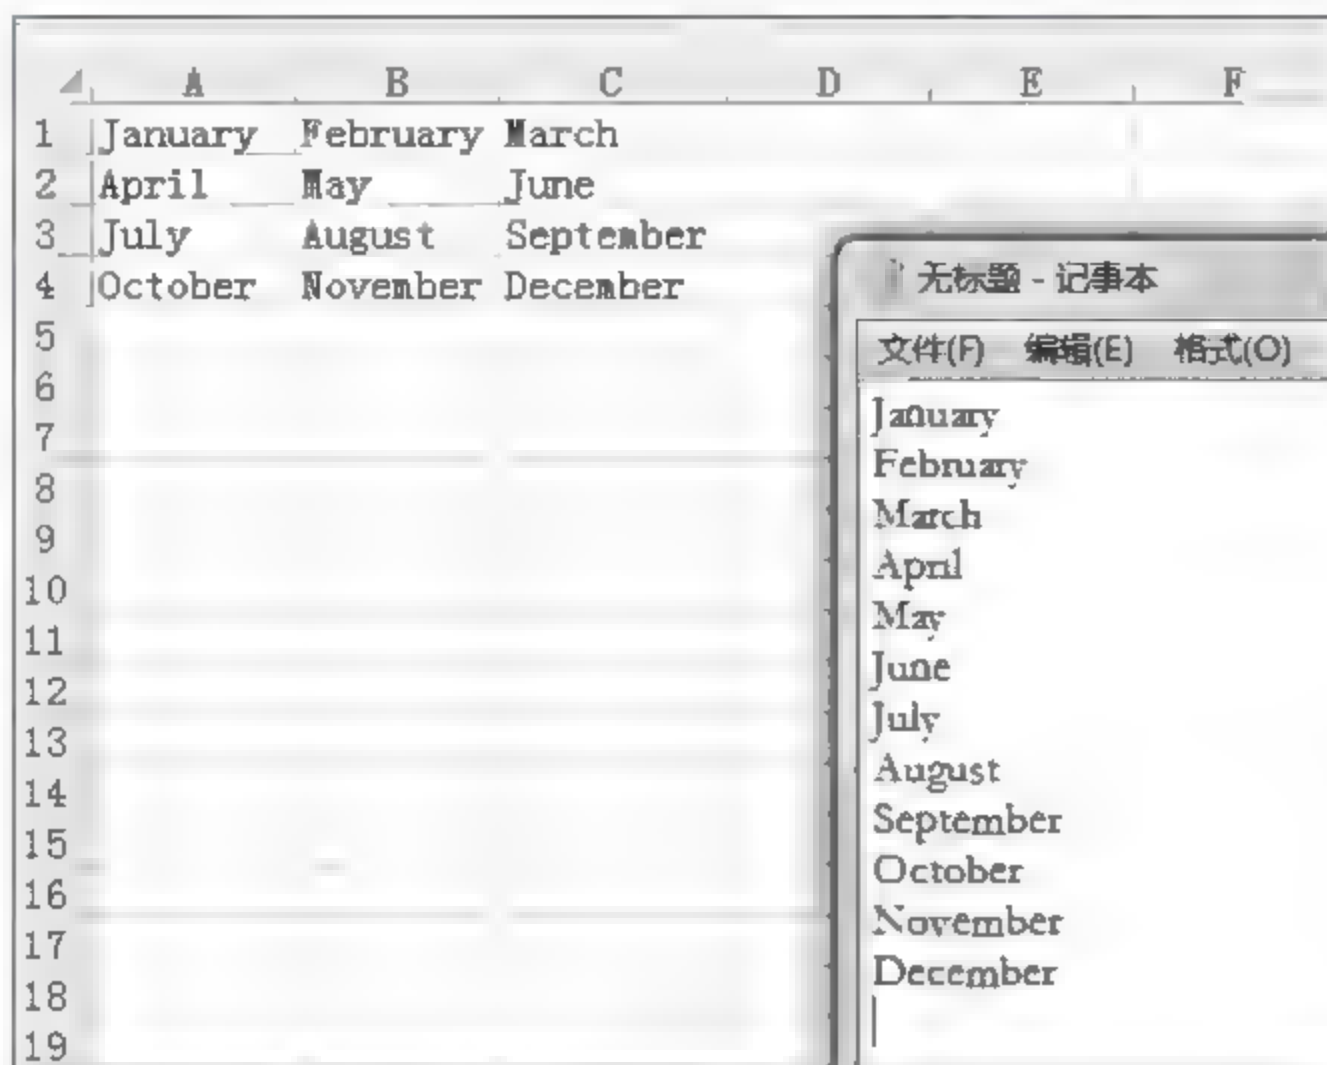 A B C D E F
1 January February March
2 April May June
3 July August September
4 October November December
5
6
7
8
9
10
11
12
13
14
15
16
17
18
19
无标题 - 记事本
文件(F) 编辑(E) 格式(O)
January
February
March
April
May
June
July
August
September
October
November
December